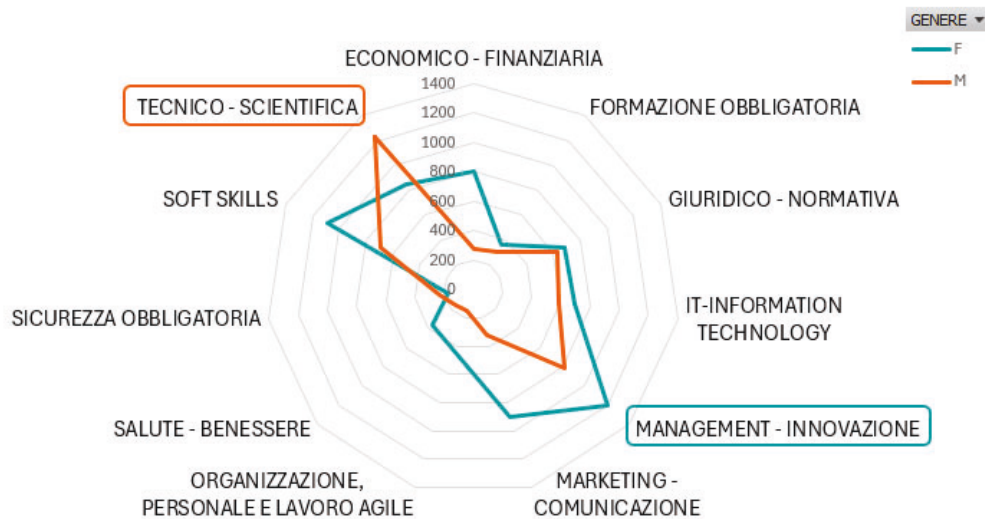 GENERE
F
M
ECONOMICO - FINANZIARIA
1400
1200
1000
800
600
400
200
0
TECNICO - SCIENTIFICA
FORMAZIONE OBBLIGATORIA
SOFT SKILLS
GIURIDICO - NORMATIVA
SICUREZZA OBBLIGATORIA
IT-INFORMATION
TECHNOLOGY
SALUTE - BENESSERE
MANAGEMENT - INNOVAZIONE
ORGANIZZAZIONE,
PERSONALE E LAVORO AGILE
MARKETING -
COMUNICAZIONE